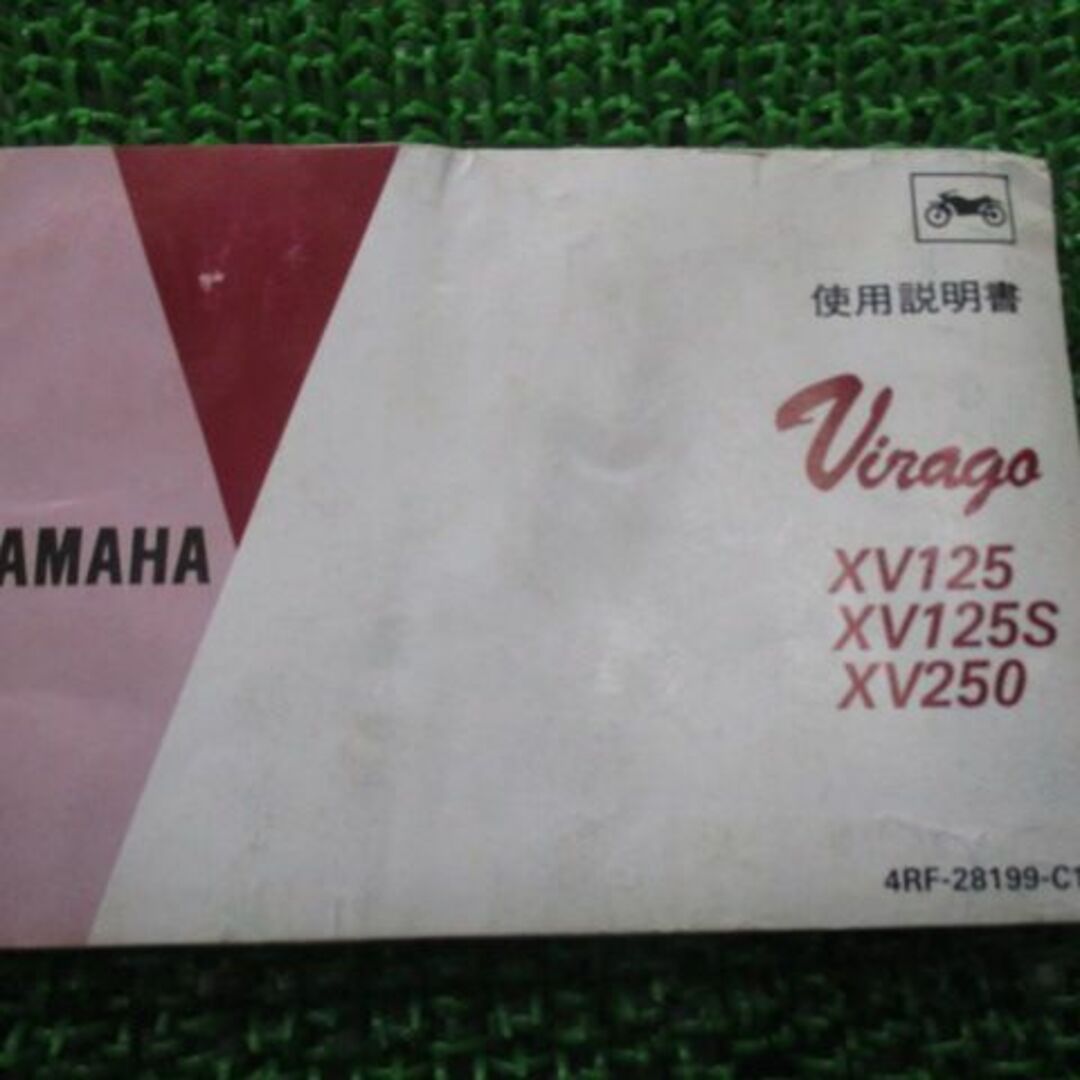 使用説明書
Virago
AMAHA
XV125
XV125S
XV250
4RF-28199-C1